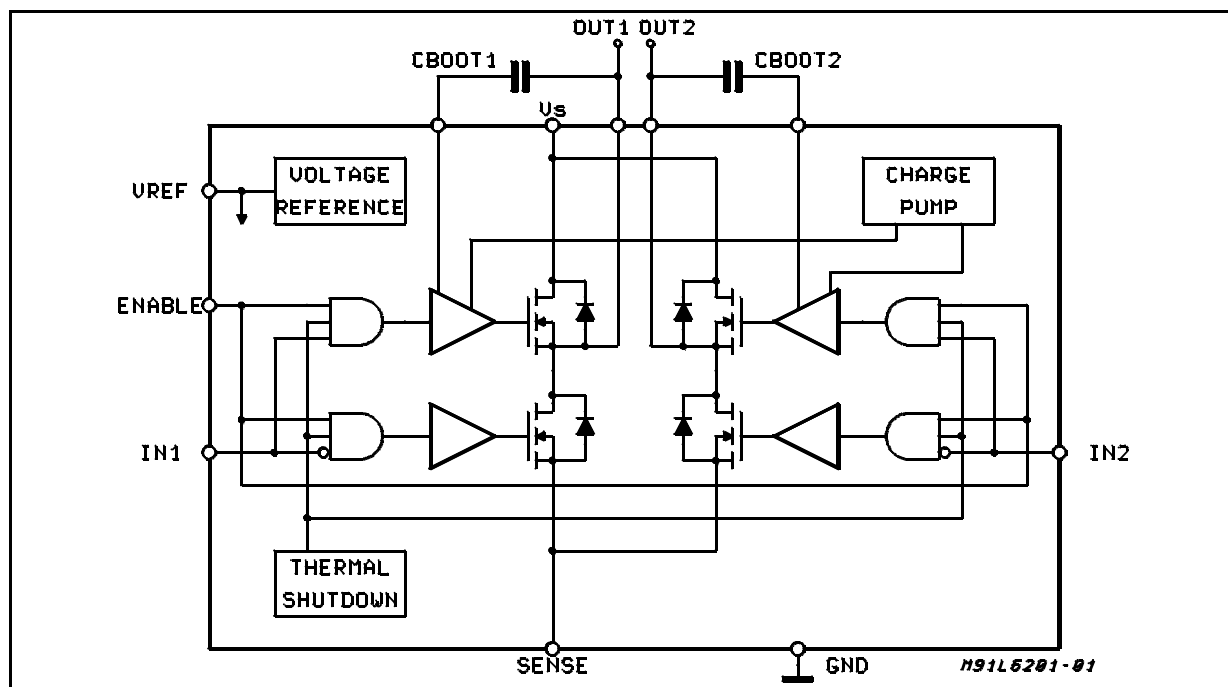 OUT1 OUT2
CBOOT1
CBOOT2
Vs
VREF
VOLTAGE
REFERENCE
CHARGE
PUMP
ENABLE
IN1
IN2
THERMAL
SHUTDOWN
SENSE
GND
M91L6201-01